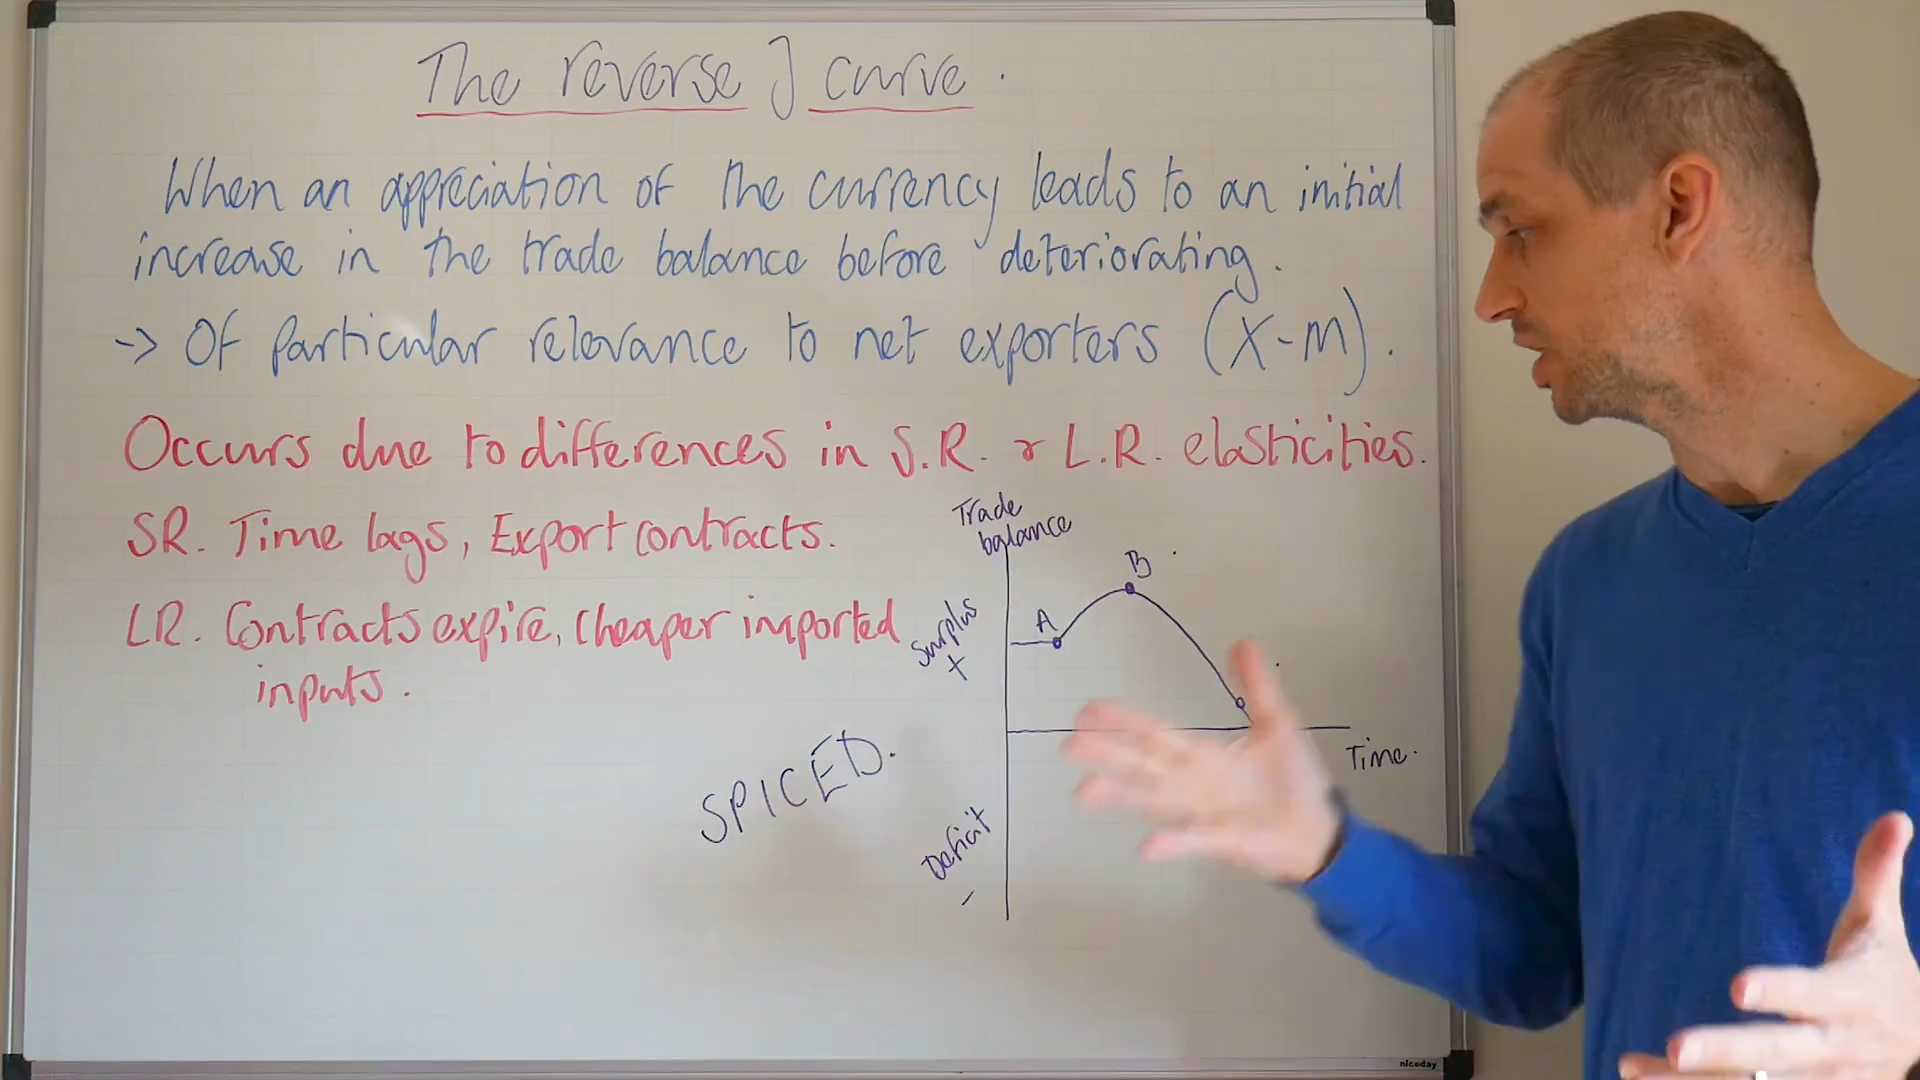 The reverse J curve.
When an appreciation of the currency leads to an initial
increase in the trade balance before deteriorating.
-> Of particular relevance to net exporters (X-M).
Occurs due to differences in S.R. & L.R. elasticities.
SR. Time lags, Export contracts.
LR. Contracts expire, cheaper imported
inputs.
SPICED.
Trade
balance
Surplus
+
A
B
Time.
Deficit
-
niceday